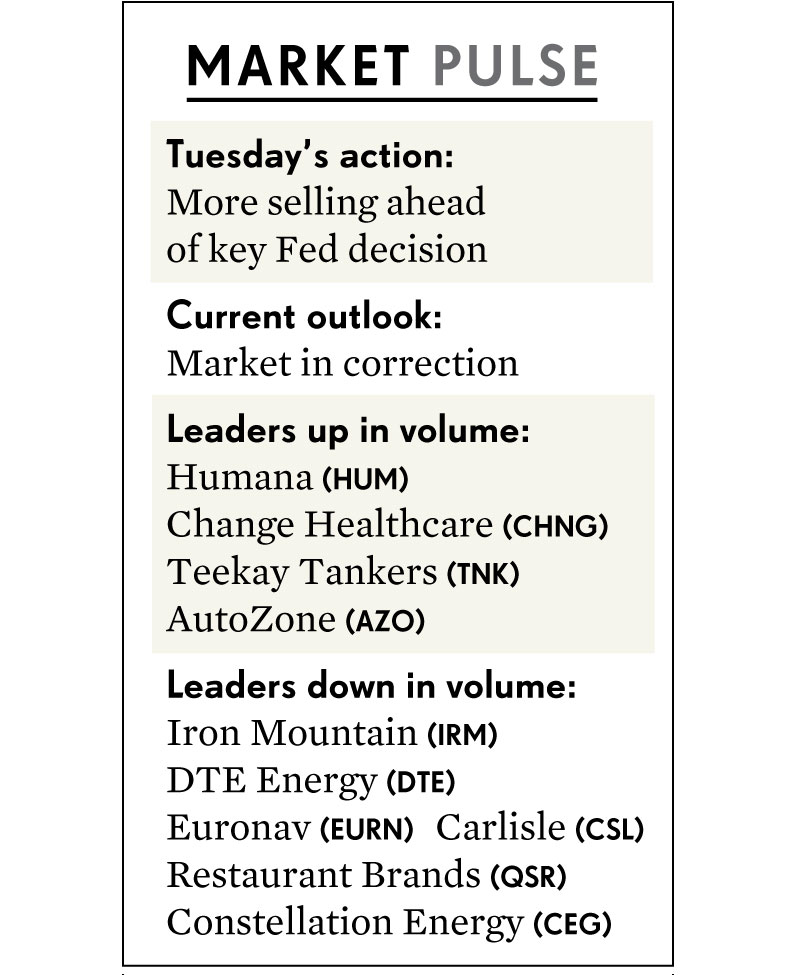 MARKET PULSE
Tuesday’s action:
More selling ahead
of key Fed decision
Current outlook:
Market in correction
Leaders up in volume:
Humana (HUM)
Change Healthcare (CHNG)
Teekay Tankers (TNK)
AutoZone (AZO)
Leaders down in volume:
Iron Mountain (IRM)
DTE Energy (DTE)
Euronav (EURN) Carlisle (CSL)
Restaurant Brands (QSR)
Constellation Energy (CEG)